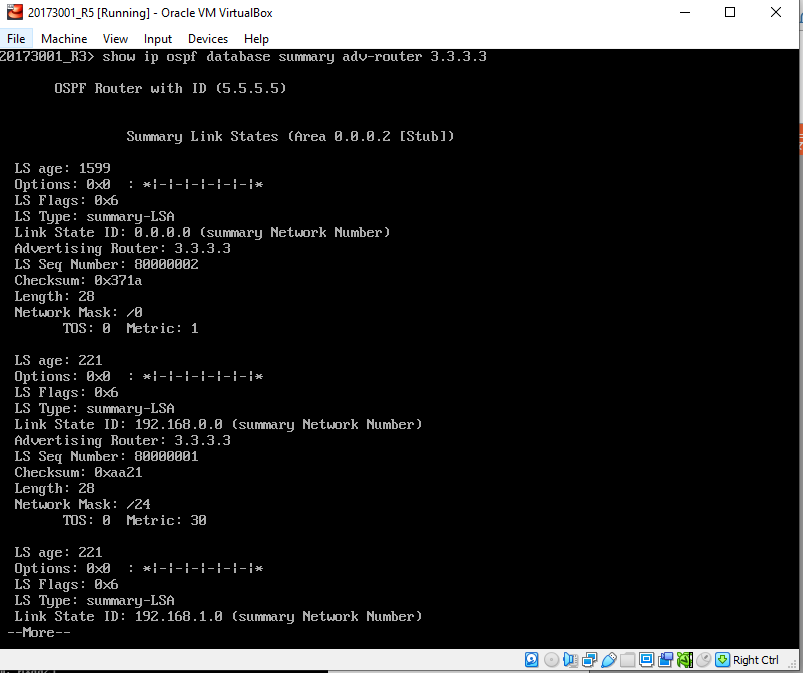 20173001_R5 [Running] - Oracle VM VirtualBox
File Machine View Input Devices Help
20173001_R3> show ip ospf database summary adv-router 3.3.3.3
OSPF Router with ID (5.5.5.5)
Summary Link States (Area 0.0.0.2 [Stub])
LS age: 1599
Options: 0x0  : *|-|-|-|-|-|-|*
LS Flags: 0x6
LS Type: summary-LSA
Link State ID: 0.0.0.0 (summary Network Number)
Advertising Router: 3.3.3.3
LS Seq Number: 80000002
Checksum: 0x371a
Length: 28
Network Mask: /0
TOS: 0  Metric: 1
LS age: 221
Options: 0x0  : *|-|-|-|-|-|-|*
LS Flags: 0x6
LS Type: summary-LSA
Link State ID: 192.168.0.0 (summary Network Number)
Advertising Router: 3.3.3.3
LS Seq Number: 80000001
Checksum: 0xaa21
Length: 28
Network Mask: /24
TOS: 0  Metric: 30
LS age: 221
Options: 0x0  : *|-|-|-|-|-|-|*
LS Flags: 0x6
LS Type: summary-LSA
Link State ID: 192.168.1.0 (summary Network Number)
--More--
Right Ctrl